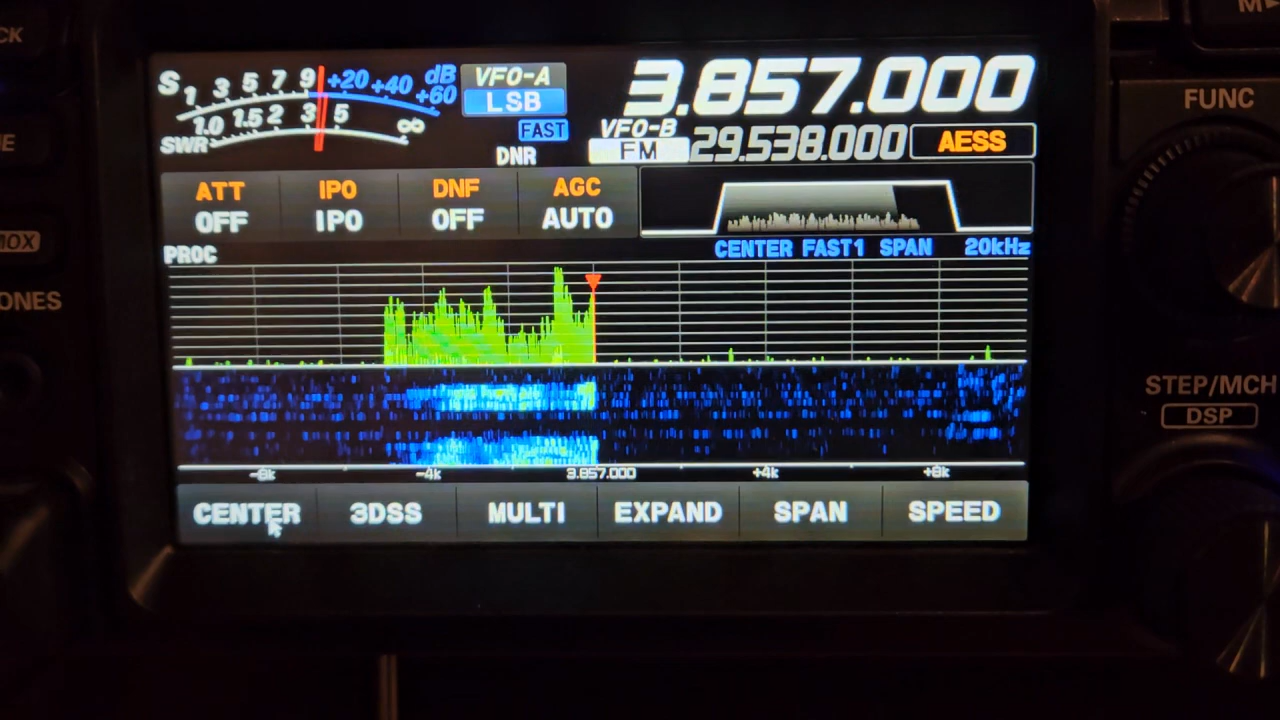 CK
M
S 1 3 5 7 9 +20 +40 +60 dB
VFO-A
LSB
3.857.000
1.0 1.5 2 3 5 ∞
SWR
FAST
DNR
VFO-B
FM
29.538.000
AESS
FUNC
ATT IPO DNF AGC
OFF IPO OFF AUTO
MOX
PROC
CENTER FAST1 SPAN 20kHz
ONES
STEP/MCH
DSP
-8k -4k 3.857.000 +4k +8k
CENTER 3DSS MULTI EXPAND SPAN SPEED